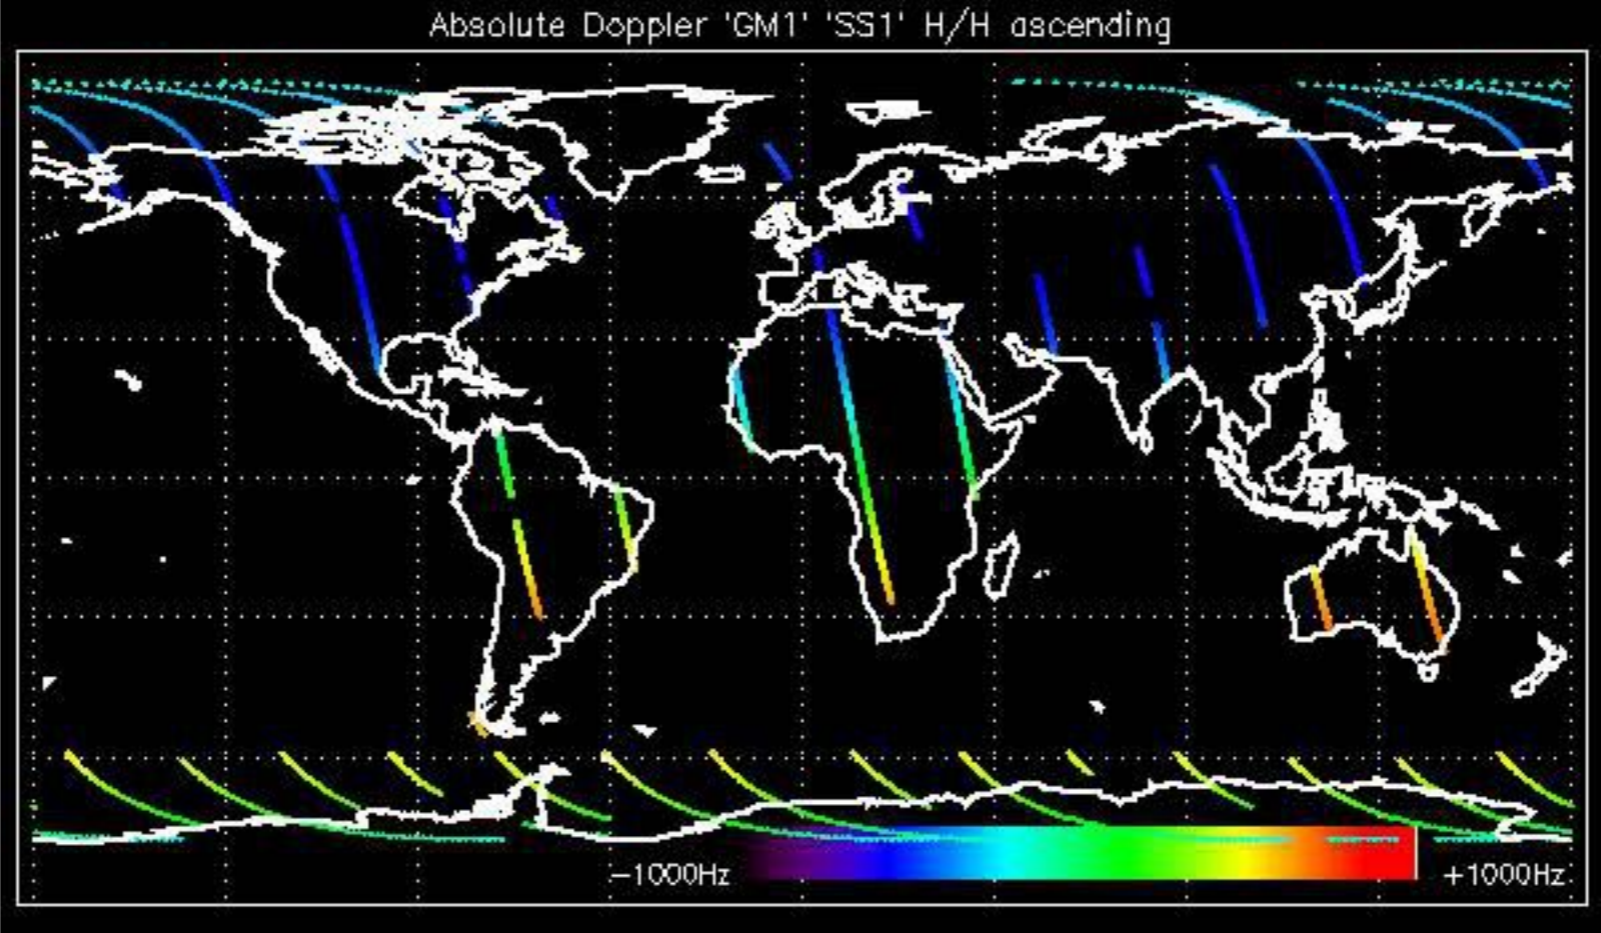 Absolute Doppler 'GM1' 'SS1' H/H ascending
-1000Hz +1000Hz